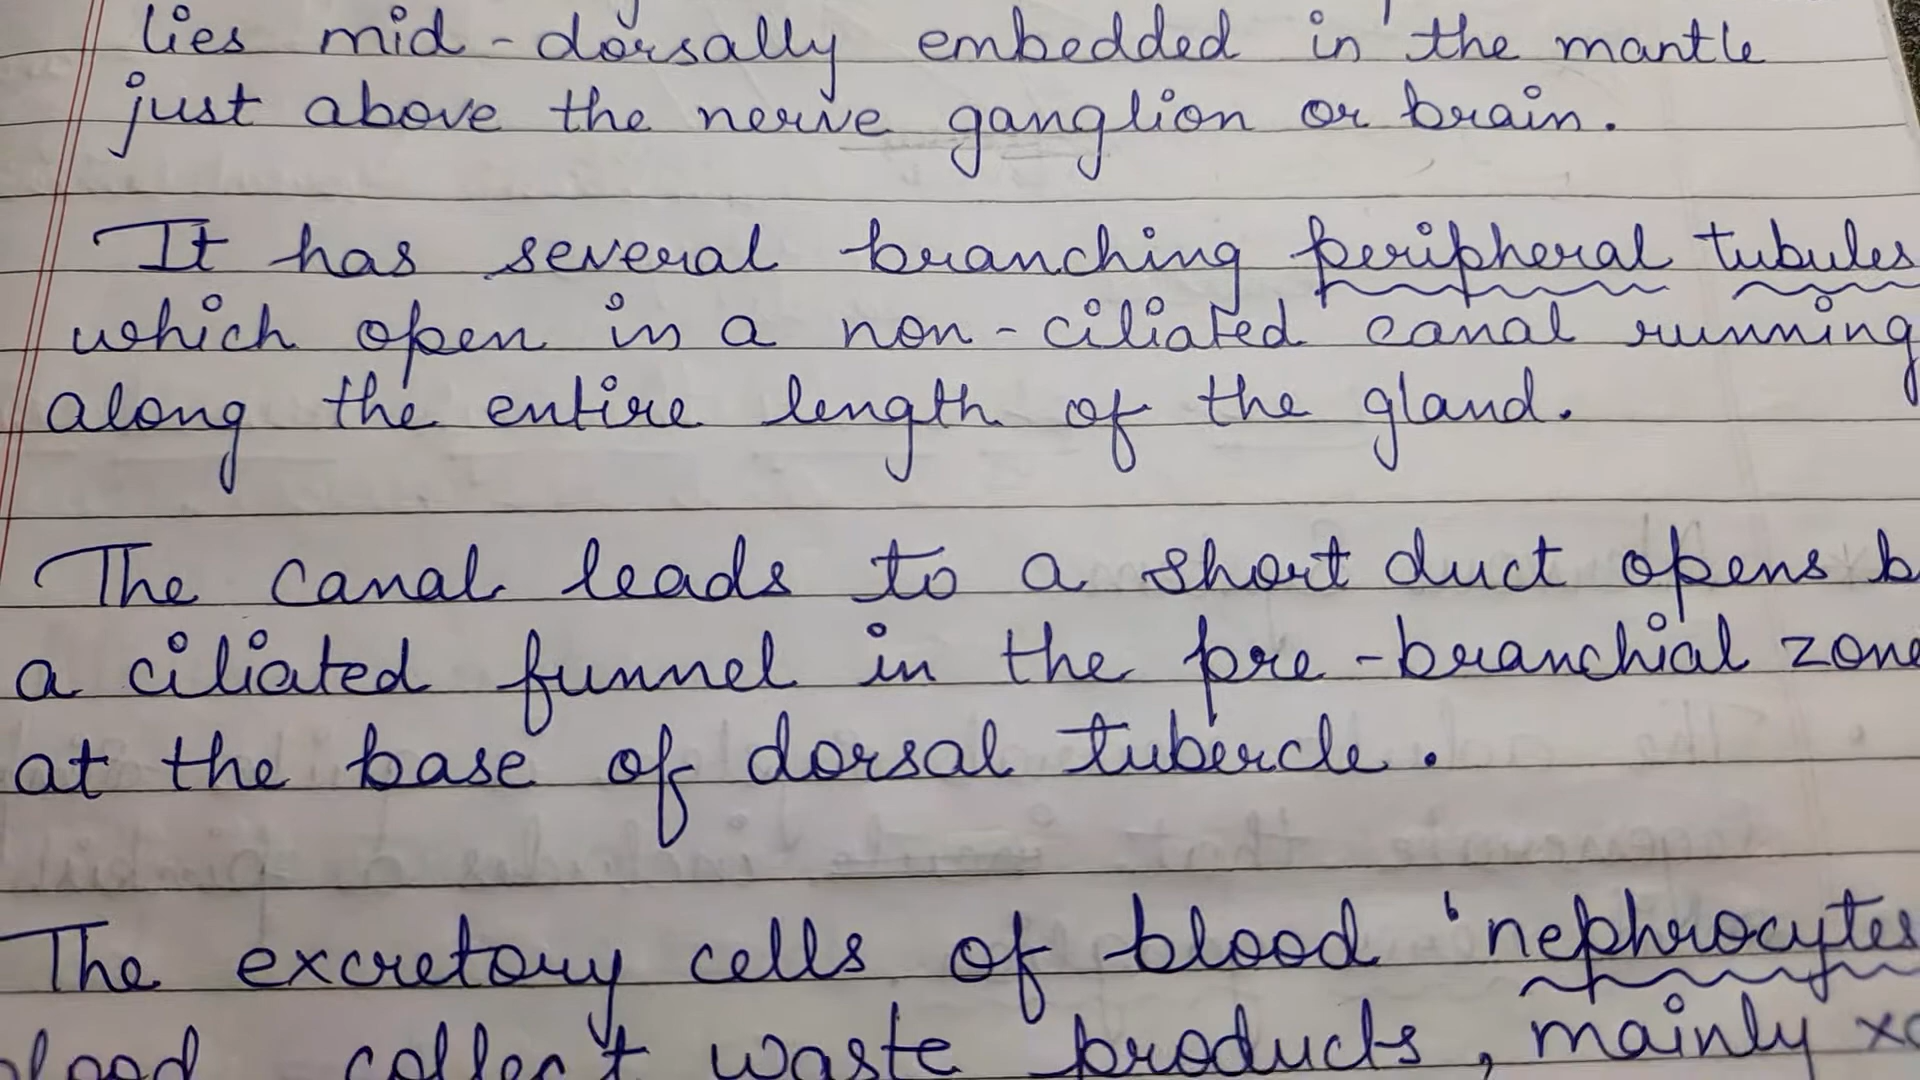 lies mid-dorsally embedded in the mantle
just above the nerve ganglion or brain.
It has several branching peripheral tubules
which open in a non-ciliated canal running
along the entire length of the gland.
The canal leads to a short duct opens
a ciliated funnel in the pre-branchial zone
at the base of dorsal tubercle.
The excretory cells of blood 'nephrocytes
blood collect waste products, mainly